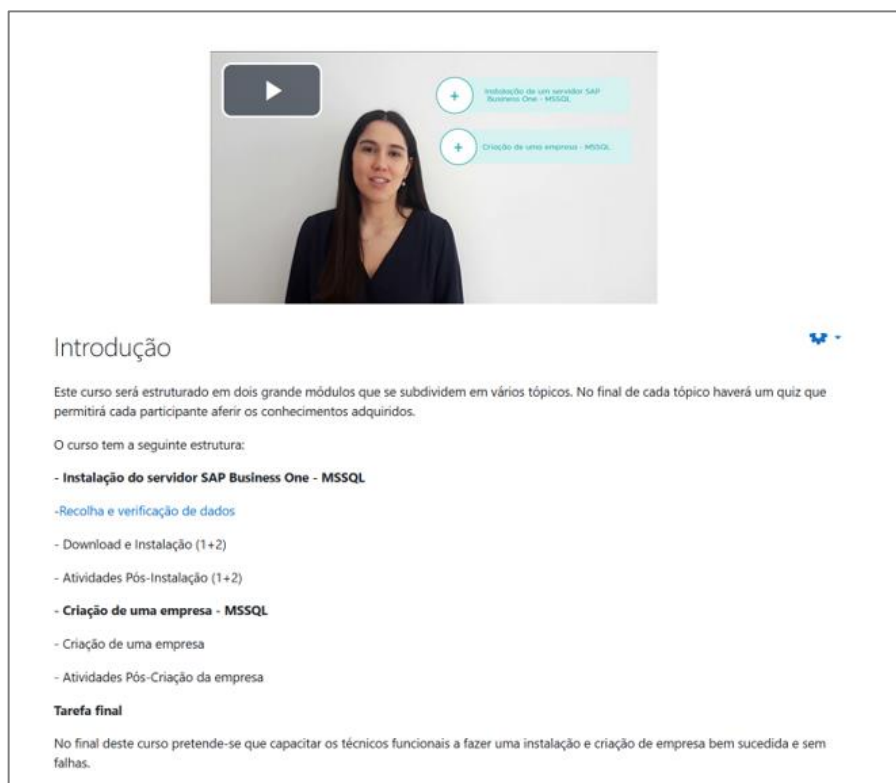 Instalação de um servidor SAP
Business One - MSSQL
Criação de uma empresa - MSSQL
Introdução
Este curso será estruturado em dois grande módulos que se subdividem em vários tópicos. No final de cada tópico haverá um quiz que
permitirá cada participante aferir os conhecimentos adquiridos.
O curso tem a seguinte estrutura:
- Instalação do servidor SAP Business One - MSSQL
-Recolha e verificação de dados
- Download e Instalação (1+2)
- Atividades Pós-Instalação (1+2)
- Criação de uma empresa - MSSQL
- Criação de uma empresa
- Atividades Pós-Criação da empresa
Tarefa final
No final deste curso pretende-se que capacitar os técnicos funcionais a fazer uma instalação e criação de empresa bem sucedida e sem
falhas.